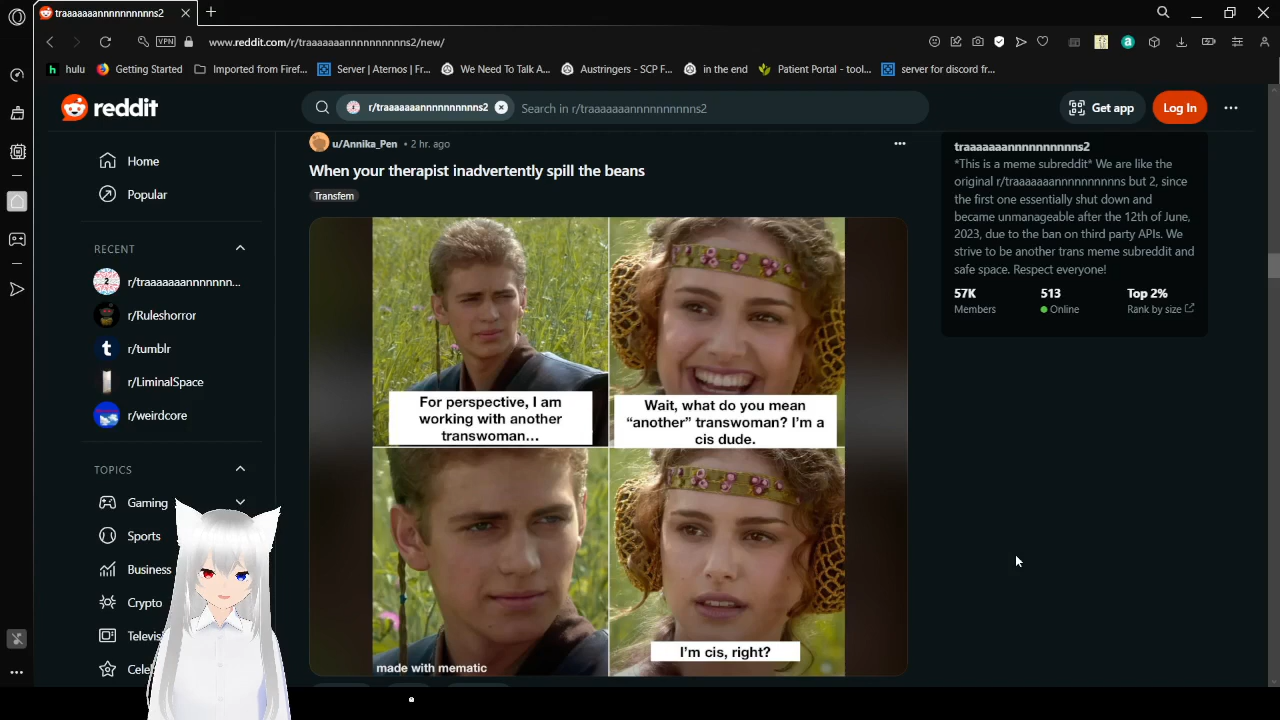 traaaaaaannnnnnnnnns2
www.reddit.com/r/traaaaaaannnnnnnnnns2/new/
VPN
hulu
Getting Started
Imported from Firef...
Server | Aternos | Fr...
We Need To Talk A...
Austringers - SCP F...
in the end
Patient Portal - tool...
server for discord fr...
reddit
r/traaaaaaannnnnnnnnns2
Search in r/traaaaaaannnnnnnnnns2
Get app
Log In
Home
Popular
RECENT
r/traaaaaaannnnnnn...
r/Ruleshorror
r/tumblr
r/LiminalSpace
r/weirdcore
TOPICS
Gaming
Sports
Business
Crypto
Televis
Celeb
u/Annika_Pen • 2 hr. ago
When your therapist inadvertently spill the beans
Transfem
For perspective, I am
working with another
transwoman...
Wait, what do you mean
“another” transwoman? I’m a
cis dude.
I’m cis, right?
made with mematic
traaaaaaannnnnnnnnns2
*This is a meme subreddit* We are like the
original r/traaaaaaannnnnnnnnns but 2, since
the first one essentially shut down and
became unmanageable after the 12th of June,
2023, due to the ban on third party APIs. We
strive to be another trans meme subreddit and
safe space. Respect everyone!
57K
Members
513
Online
Top 2%
Rank by size